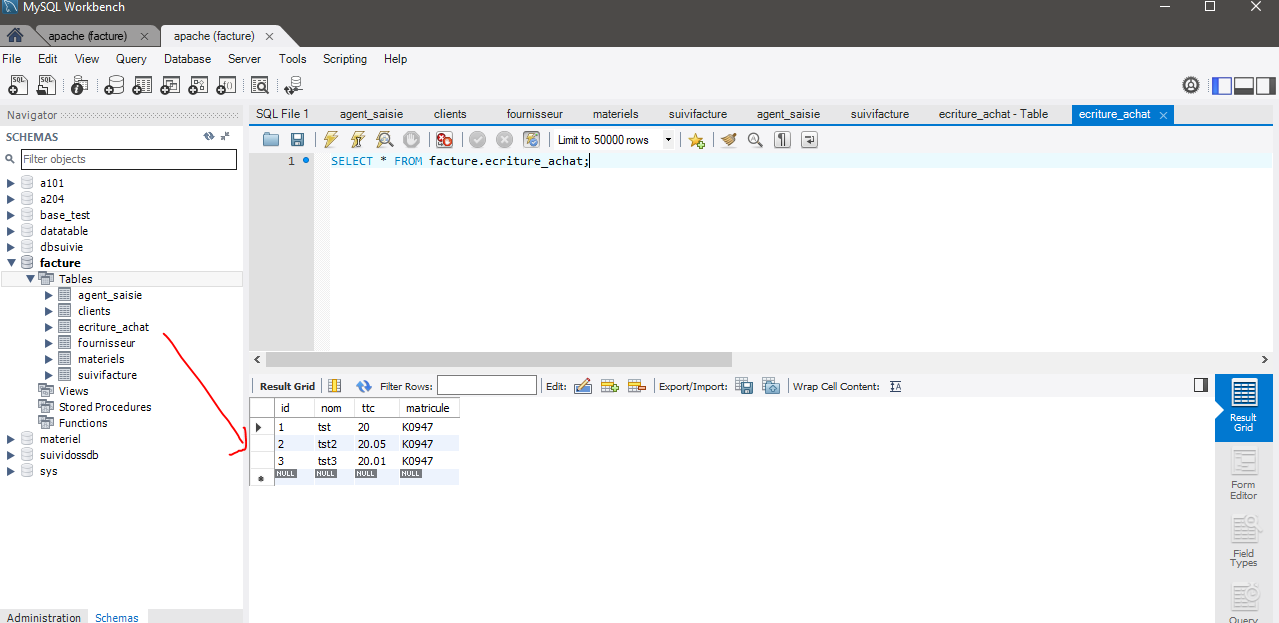 MySQL Workbench
apache (facture)
apache (facture)
File Edit View Query Database Server Tools Scripting Help
Navigator
SCHEMAS
Filter objects
a101
a204
base_test
datatable
dbsuivie
facture
Tables
agent_saisie
clients
ecriture_achat
fournisseur
materiels
suivifacture
Views
Stored Procedures
Functions
materiel
suividossdb
sys
Administration Schemas
SQL File 1 agent_saisie clients fournisseur materiels suivifacture agent_saisie suivifacture ecriture_achat - Table ecriture_achat
Limit to 50000 rows
1 SELECT * FROM facture.ecriture_achat;
Result Grid Filter Rows: Edit: Export/Import: Wrap Cell Content:
id nom ttc matricule
1 tst 20 K0947
2 tst2 20.05 K0947
3 tst3 20.01 K0947
NULL NULL NULL NULL
Result
Grid
Form
Editor
Field
Types
Query